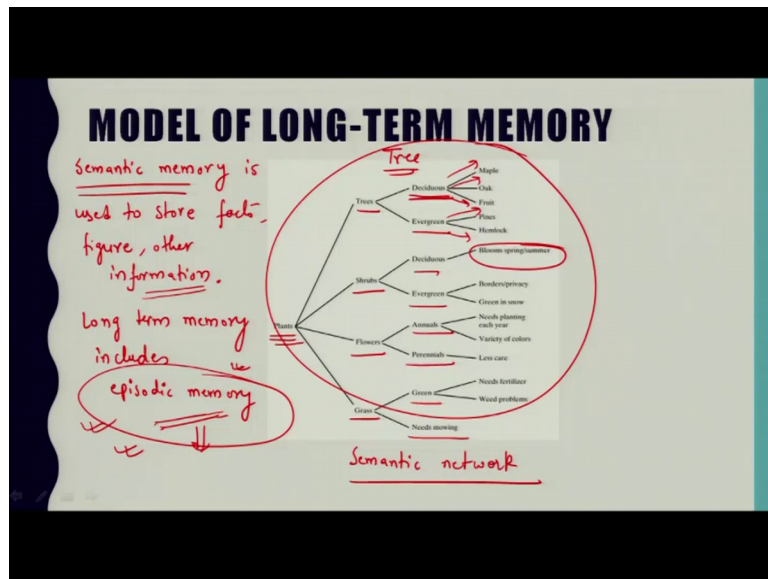 MODEL OF LONG-TERM MEMORY
Semantic memory is
used to store facts,
figure, other
information.
Long term memory
includes
episodic memory
Tree
Plants
Trees
Deciduous
Maple
Oak
Fruit
Evergreen
Pines
Hemlock
Shrubs
Deciduous
Blooms spring/summer
Evergreen
Borders/privacy
Green in snow
Flowers
Annuals
Needs planting
each year
Variety of colors
Perennials
Less care
Grass
Green
Needs fertilizer
Weed problems
Needs mowing
Semantic network